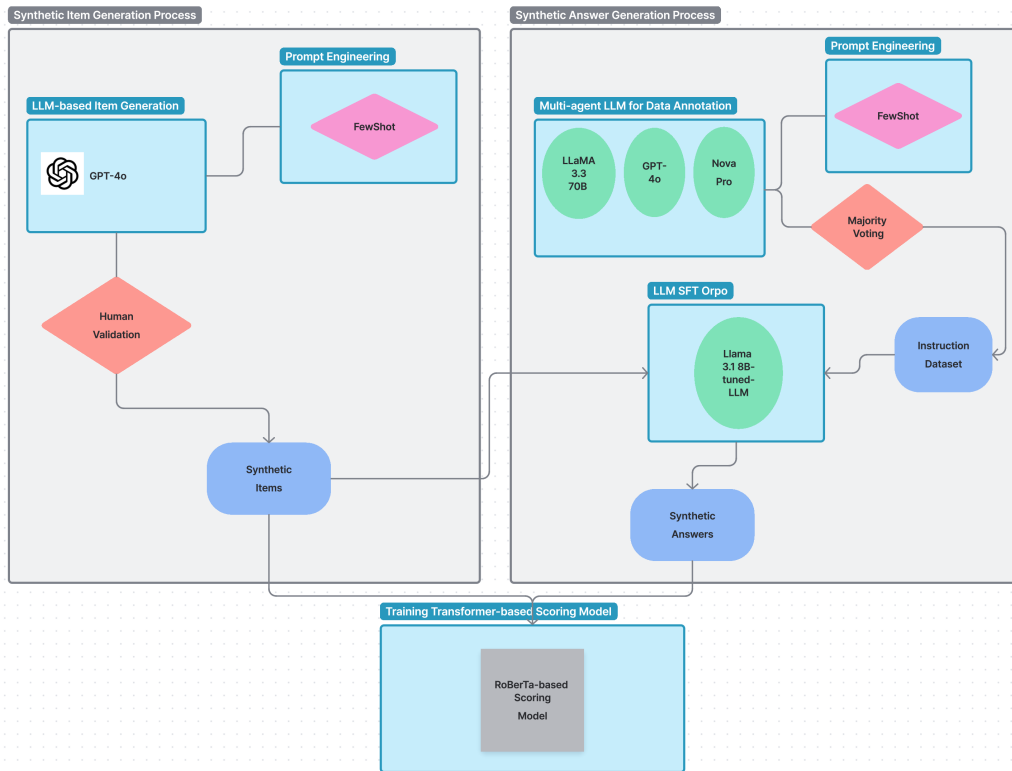 Synthetic Item Generation Process
Prompt Engineering
LLM-based Item Generation
FewShot
GPT-4o
Human
Validation
Synthetic
Items
Synthetic Answer Generation Process
Prompt Engineering
Multi-agent LLM for Data Annotation
FewShot
LLaMA
3.3
70B
GPT-
4o
Nova
Pro
Majority
Voting
LLM SFT Orpo
Llama
3.1 8B-
tuned-
LLM
Instruction
Dataset
Synthetic
Answers
Training Transformer-based Scoring Model
RoBerTa-based
Scoring
Model